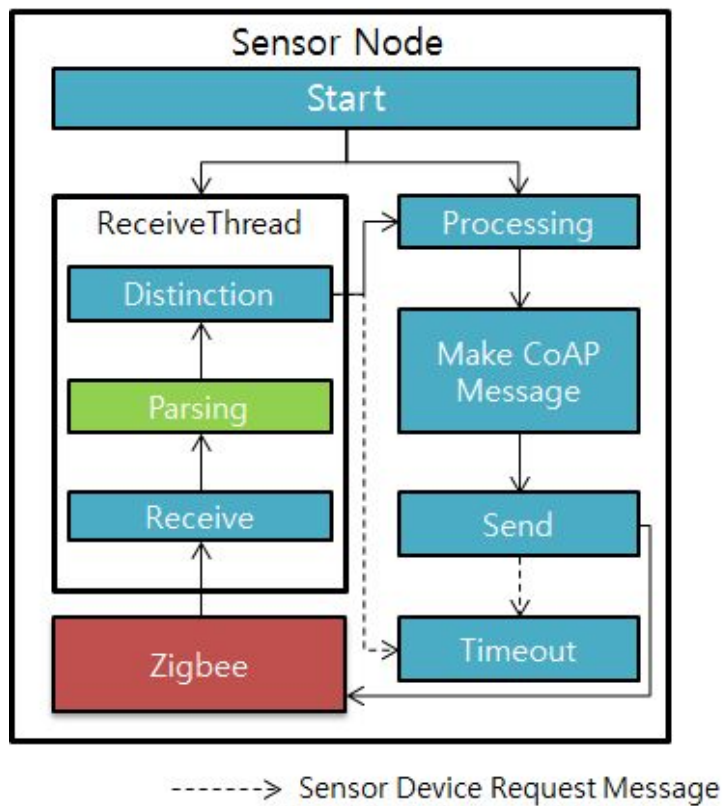 Sensor Node
Start
ReceiveThread
Distinction
Parsing
Receive
Zigbee
Processing
Make CoAP
Message
Send
Timeout
Sensor Device Request Message